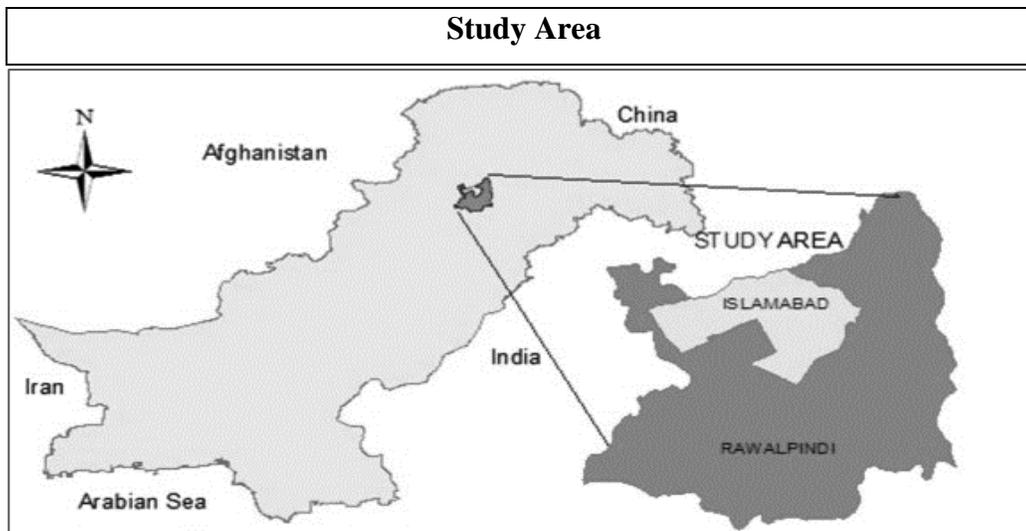 Study Area
N
China
Afghanistan
STUDY AREA
ISLAMABAD
India
Iran
RAWALPINDI
Arabian Sea